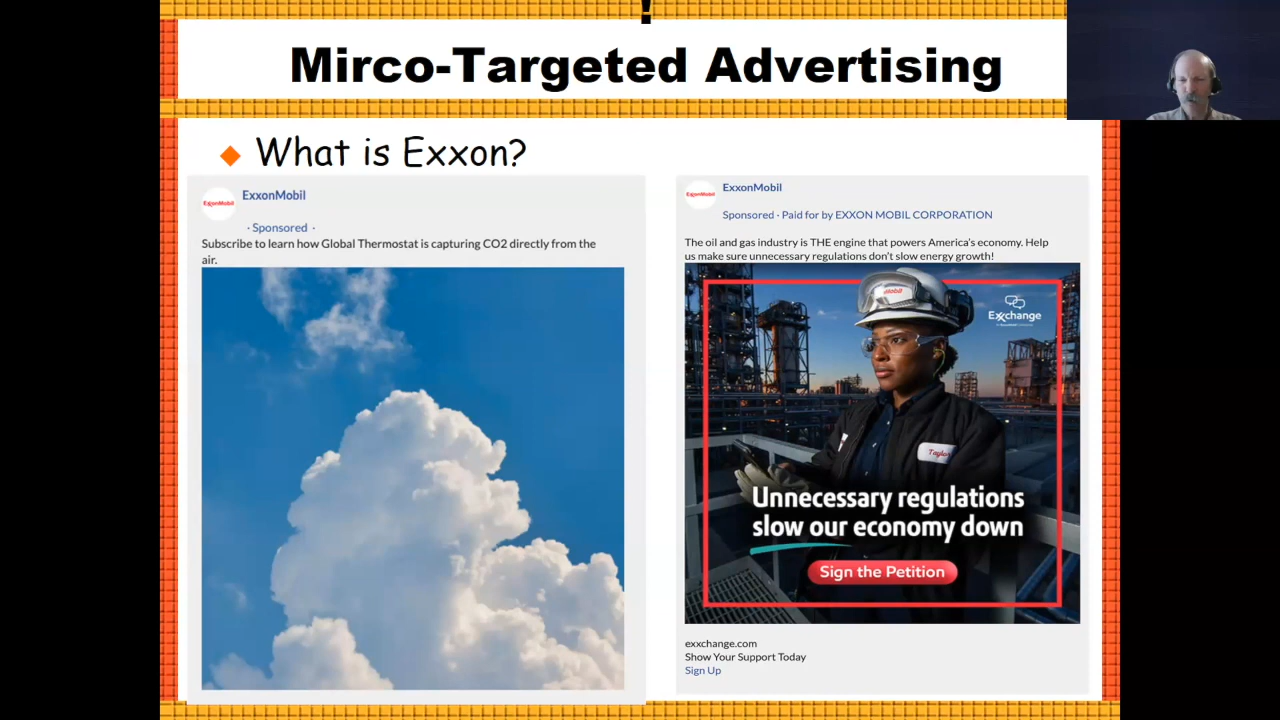 !
Mirco-Targeted Advertising
What is Exxon?
ExxonMobil
ExxonMobil
· Sponsored ·
Subscribe to learn how Global Thermostat is capturing CO2 directly from the
air.
ExxonMobil
ExxonMobil
Sponsored · Paid for by EXXON MOBIL CORPORATION
The oil and gas industry is THE engine that powers America's economy. Help
us make sure unnecessary regulations don't slow energy growth!
Mobil
Exxchange
Unnecessary regulations
slow our economy down
Sign the Petition
exxchange.com
Show Your Support Today
Sign Up